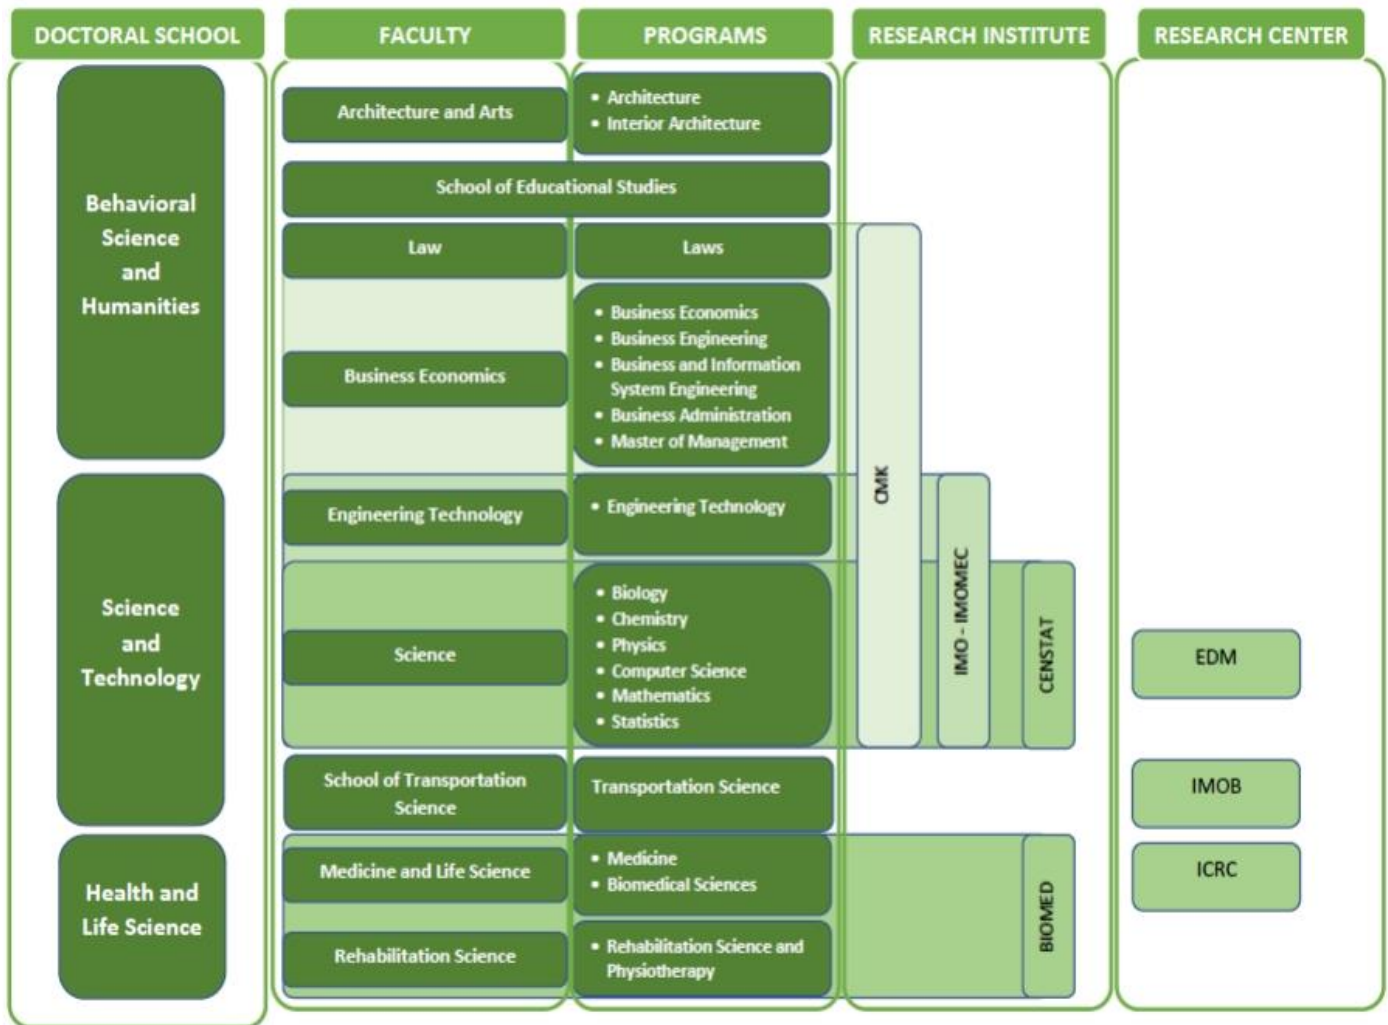 DOCTORAL SCHOOL
FACULTY
PROGRAMS
RESEARCH INSTITUTE
RESEARCH CENTER
Behavioral
Science
and
Humanities
Architecture and Arts
• Architecture
• Interior Architecture
School of Educational Studies
Law
Laws
Business Economics
• Business Economics
• Business Engineering
• Business and Information
System Engineering
• Business Administration
• Master of Management
CMK
Science
and
Technology
Engineering Technology
• Engineering Technology
IMO - IMOMEC
Science
• Biology
• Chemistry
• Physics
• Computer Science
• Mathematics
• Statistics
CENSTAT
EDM
School of Transportation
Science
Transportation Science
IMOB
Health and
Life Science
Medicine and Life Science
• Medicine
• Biomedical Sciences
BIOMED
ICRC
Rehabilitation Science
• Rehabilitation Science and
Physiotherapy